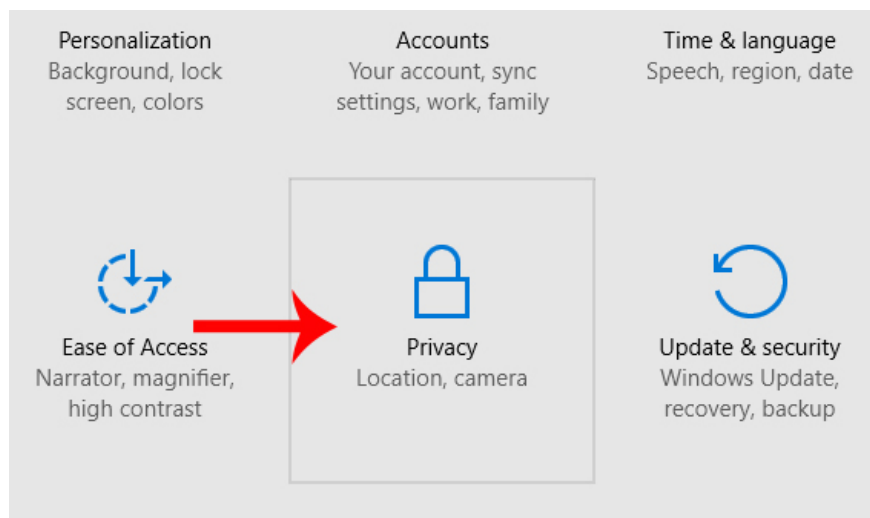 Personalization
Background, lock
screen, colors
Accounts
Your account, sync
settings, work, family
Time & language
Speech, region, date
Ease of Access
Narrator, magnifier,
high contrast
Privacy
Location, camera
Update & security
Windows Update,
recovery, backup